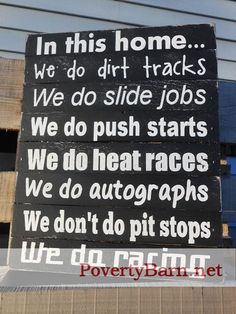 In this home...
We do dirt tracks
We do slide jobs
We do push starts
We do heat races
We do autographs
We don't do pit stops
We do racing
PovertyBarn.net